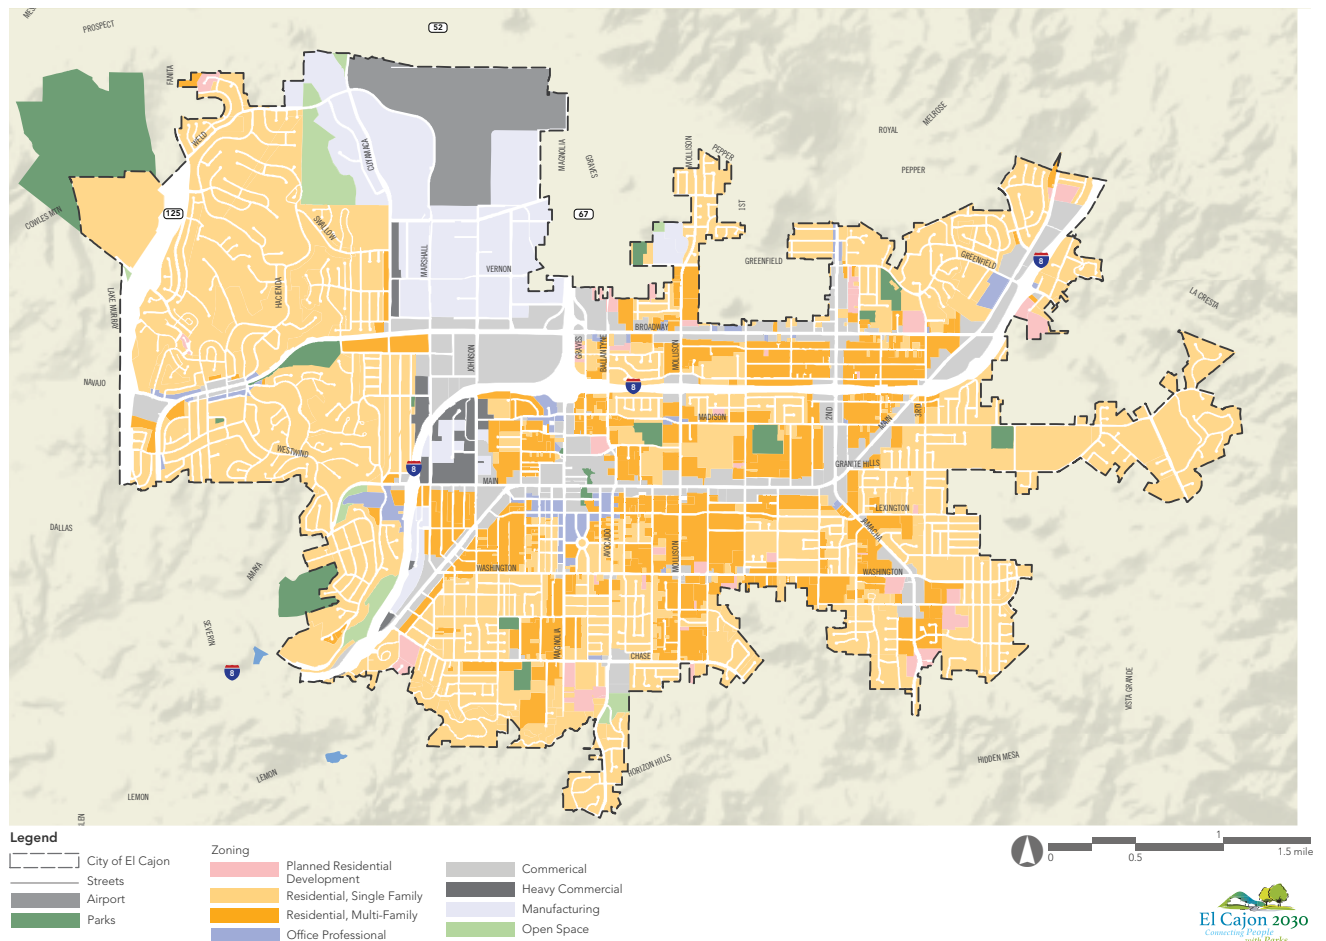 52
PROSPECT
FANITA
WELD
CUYAMACA
MAGNOLIA
GRAVES
MOLLISON
PEPPER
1ST
ROYAL
MELROSE
PEPPER
COWLES MTN
125
67
SWALLOW
MARSHALL
VERNON
GREENFIELD
GREENFIELD
8
LA CRESTA
HACIENDA
LAKE MURRAY
NAVAJO
JOHNSON
GRAVES
BALLANTYNE
BROADWAY
MOLLISON
8
MADISON
2ND
MAIN
3RD
WESTWIND
8
MAIN
GRANITE HILLS
LEXINGTON
JAMACHA
DALLAS
AMAYA
SEVERIN
8
WASHINGTON
AVOCADO
MOLLISON
WASHINGTON
MAGNOLIA
CHASE
VISTA GRANDE
HORIZON HILLS
HIDDEN MESA
LEMON
LEMON
Legend
City of El Cajon
Streets
Airport
Parks
Zoning
Planned Residential
Development
Residential, Single Family
Residential, Multi-Family
Office Professional
Commerical
Heavy Commercial
Manufacturing
Open Space
0
0.5
1
1.5 mile
El Cajon 2030
Connecting People
with Parks